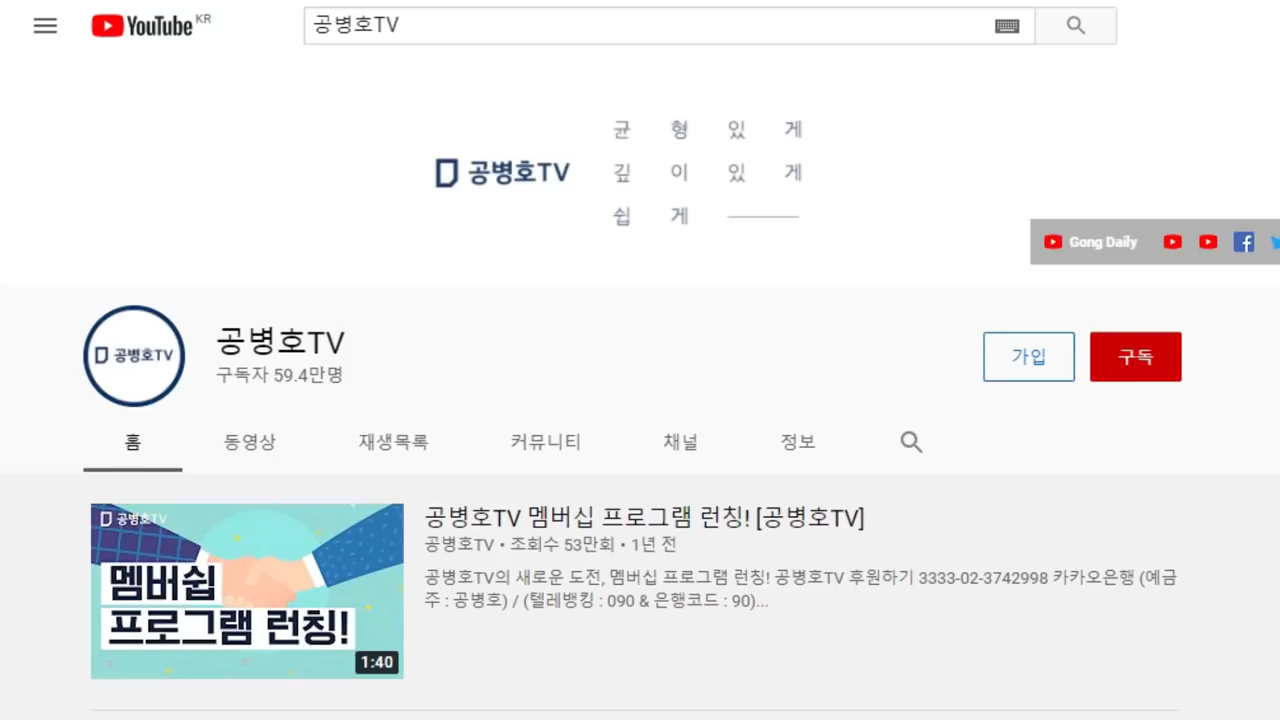 YouTube KR
공병호TV
균 형 있 게
공병호TV
깊 이 있 게
쉽 게
Gong Daily
공병호TV
공병호TV
구독자 59.4만명
가입
구독
홈 동영상 재생목록 커뮤니티 채널 정보
공병호TV
멤버쉽
프로그램 런칭!
1:40
공병호TV 멤버십 프로그램 런칭! [공병호TV]
공병호TV • 조회수 53만회 • 1년 전
공병호TV의 새로운 도전, 멤버십 프로그램 런칭! 공병호TV 후원하기 3333-02-3742998 카카오은행 (예금
주 : 공병호) / (텔레뱅킹 : 090 & 은행코드 : 90)...